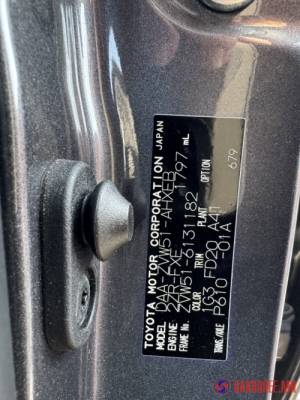 TOYOTA MOTOR CORPORATION JAPAN
MODEL DAA-ZVW51-AHXEB
ENGINE 2ZR-FXE 1797 mL
FRAME No. ZVW51-6131182
COLOR TRIM PLANT OPTION 679
1G3 FD20 A41
TRANS./AXLE P610 -01A